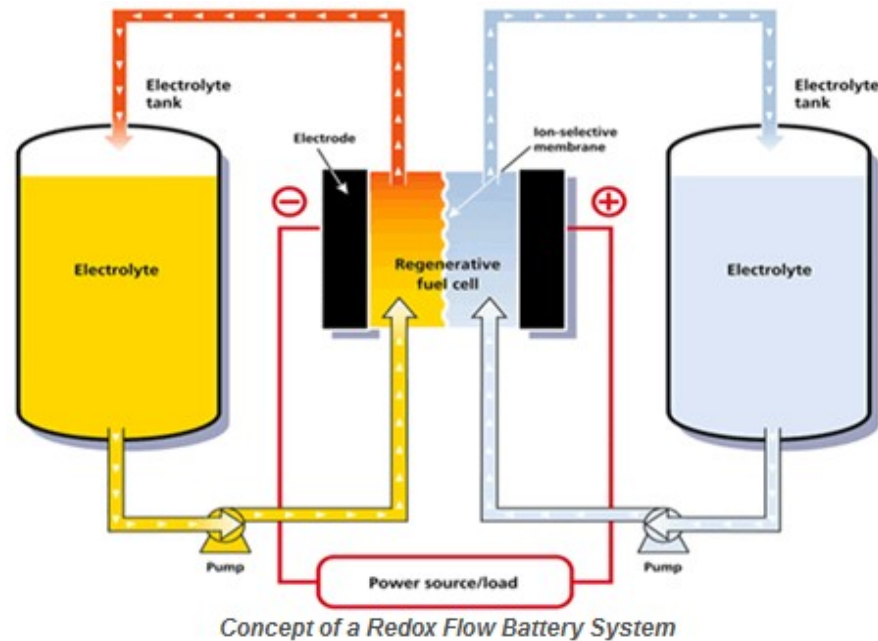 Electrolyte
tank
Electrolyte
tank
Electrode
Ion-selective
membrane
−
+
Electrolyte
Regenerative
fuel cell
Electrolyte
Pump
Pump
Power source/load
Concept of a Redox Flow Battery System